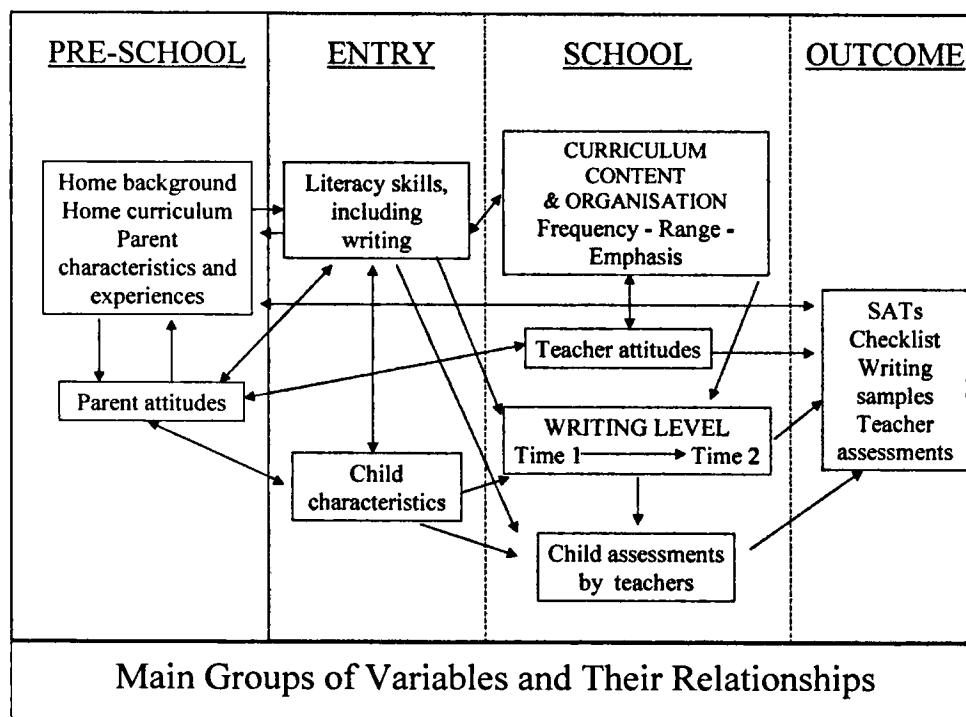 PRE-SCHOOL
ENTRY
SCHOOL
OUTCOME
Home background
Home curriculum
Parent
characteristics and
experiences
Parent attitudes
Literacy skills,
including
writing
Child
characteristics
CURRICULUM
CONTENT
& ORGANISATION
Frequency - Range -
Emphasis
Teacher attitudes
WRITING LEVEL
Time 1 Time 2
Child assessments
by teachers
SATs
Checklist
Writing
samples
Teacher
assessments
Main Groups of Variables and Their Relationships